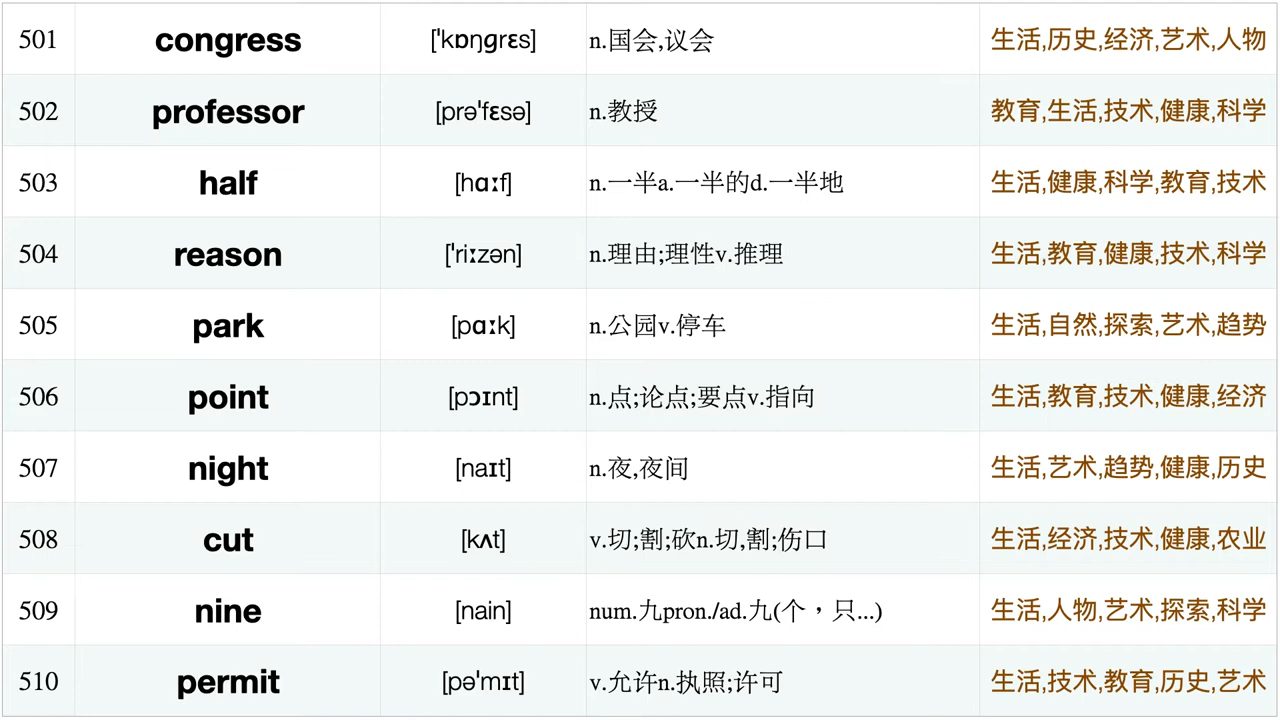 501 congress [ˈkɒŋɡrɛs] n.国会,议会 生活,历史,经济,艺术,人物
502 professor [prəˈfɛsə] n.教授 教育,生活,技术,健康,科学
503 half [hɑːf] n.一半a.一半的d.一半地 生活,健康,科学,教育,技术
504 reason [ˈriːzən] n.理由;理性v.推理 生活,教育,健康,技术,科学
505 park [pɑːk] n.公园v.停车 生活,自然,探索,艺术,趋势
506 point [pɔɪnt] n.点;论点;要点v.指向 生活,教育,技术,健康,经济
507 night [naɪt] n.夜,夜间 生活,艺术,趋势,健康,历史
508 cut [kʌt] v.切;割;砍n.切,割;伤口 生活,经济,技术,健康,农业
509 nine [nain] num.九pron./ad.九(个，只...) 生活,人物,艺术,探索,科学
510 permit [pəˈmɪt] v.允许n.执照;许可 生活,技术,教育,历史,艺术